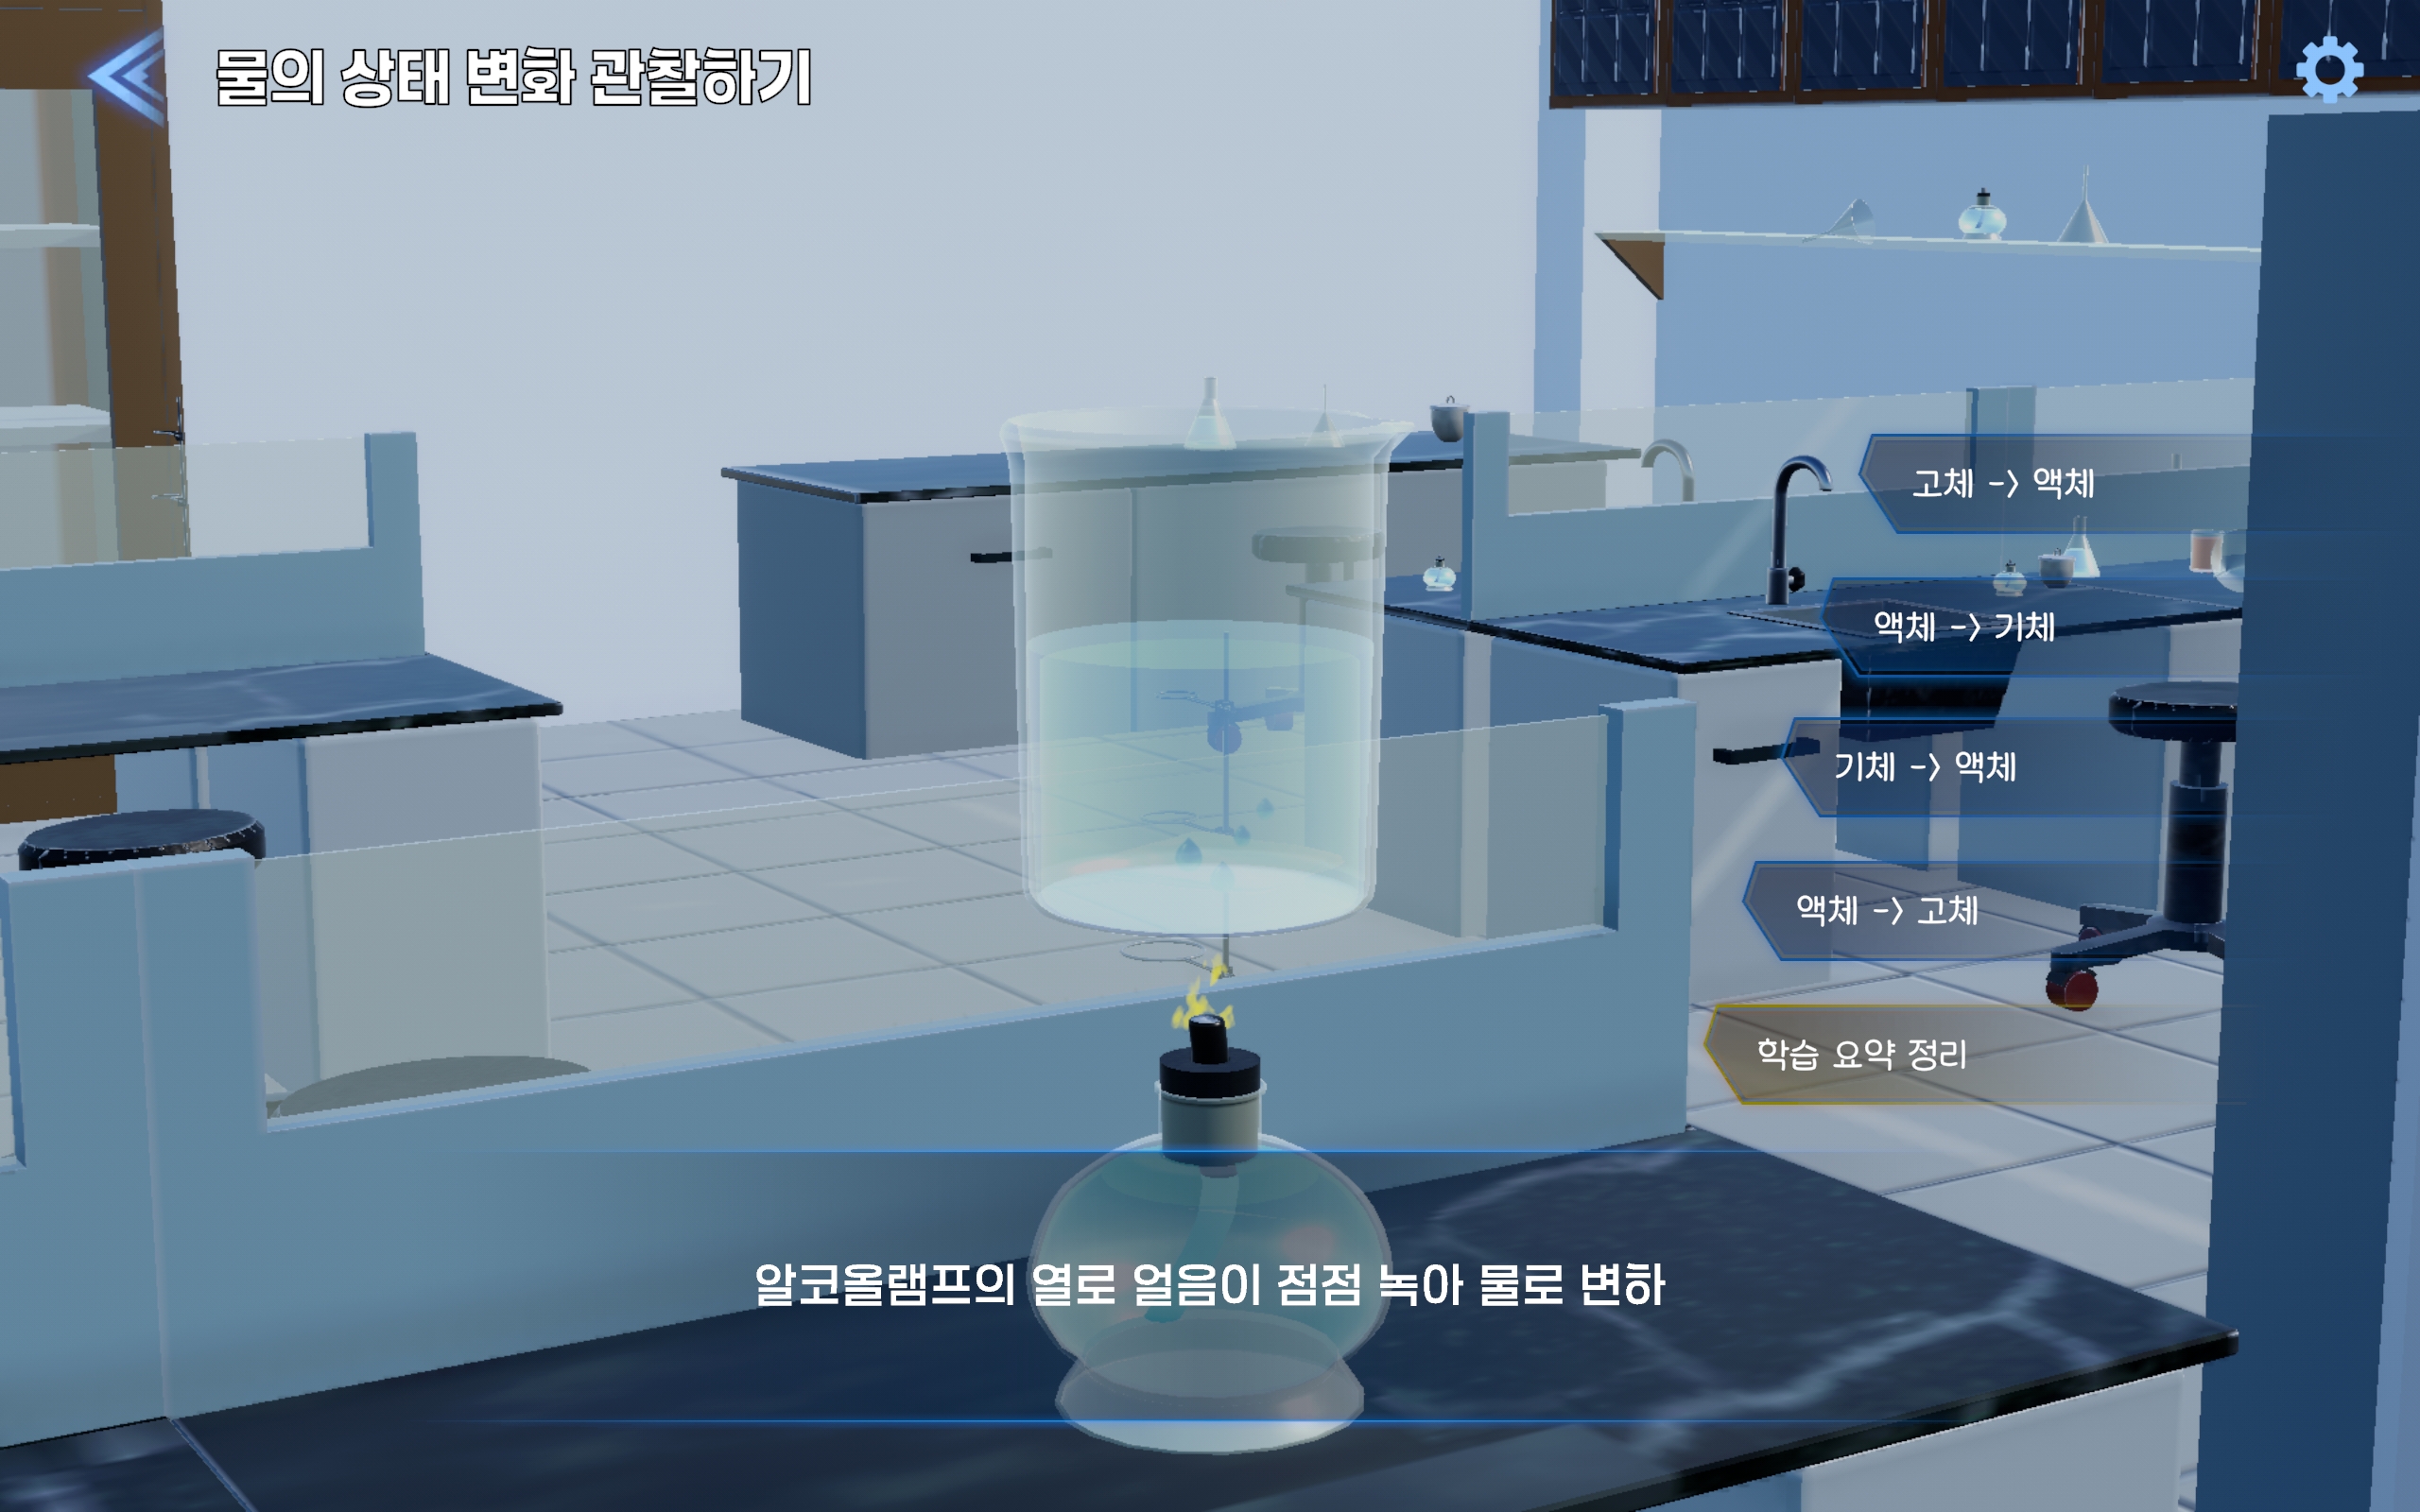 물의 상태 변화 관찰하기
고체 -> 액체
액체 -> 기체
기체 -> 액체
액체 -> 고체
학습 요약 정리
알코올램프의 열로 얼음이 점점 녹아 물로 변하